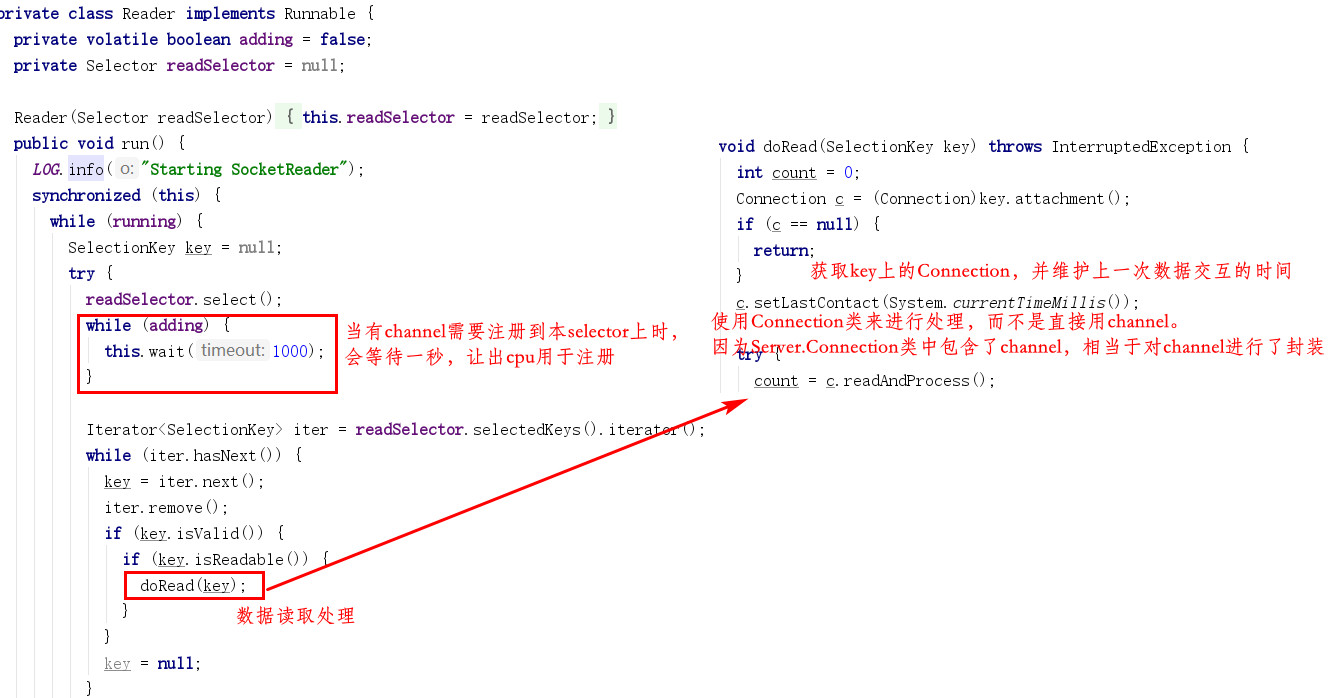 private class Reader implements Runnable {
private volatile boolean adding = false;
private Selector readSelector = null;
Reader(Selector readSelector) { this.readSelector = readSelector; }
public void run() {
LOG.info( o: "Starting SocketReader");
synchronized (this) {
while (running) {
SelectionKey key = null;
try {
readSelector.select();
while (adding) {
this.wait( timeout: 1000);
}
当有channel需要注册到本selector上时，
会等待一秒，让出cpu用于注册
Iterator<SelectionKey> iter = readSelector.selectedKeys().iterator();
while (iter.hasNext()) {
key = iter.next();
iter.remove();
if (key.isValid()) {
if (key.isReadable()) {
doRead(key);
}
数据读取处理
}
key = null;
}
void doRead(SelectionKey key) throws InterruptedException {
int count = 0;
Connection c = (Connection)key.attachment();
if (c == null) {
return;
}
获取key上的Connection，并维护上一次数据交互的时间
c.setLastContact(System.currentTimeMillis());
使用Connection类来进行处理，而不是直接用channel。
因为Server.Connection类中包含了channel，相当于对channel进行了封装
try {
count = c.readAndProcess();